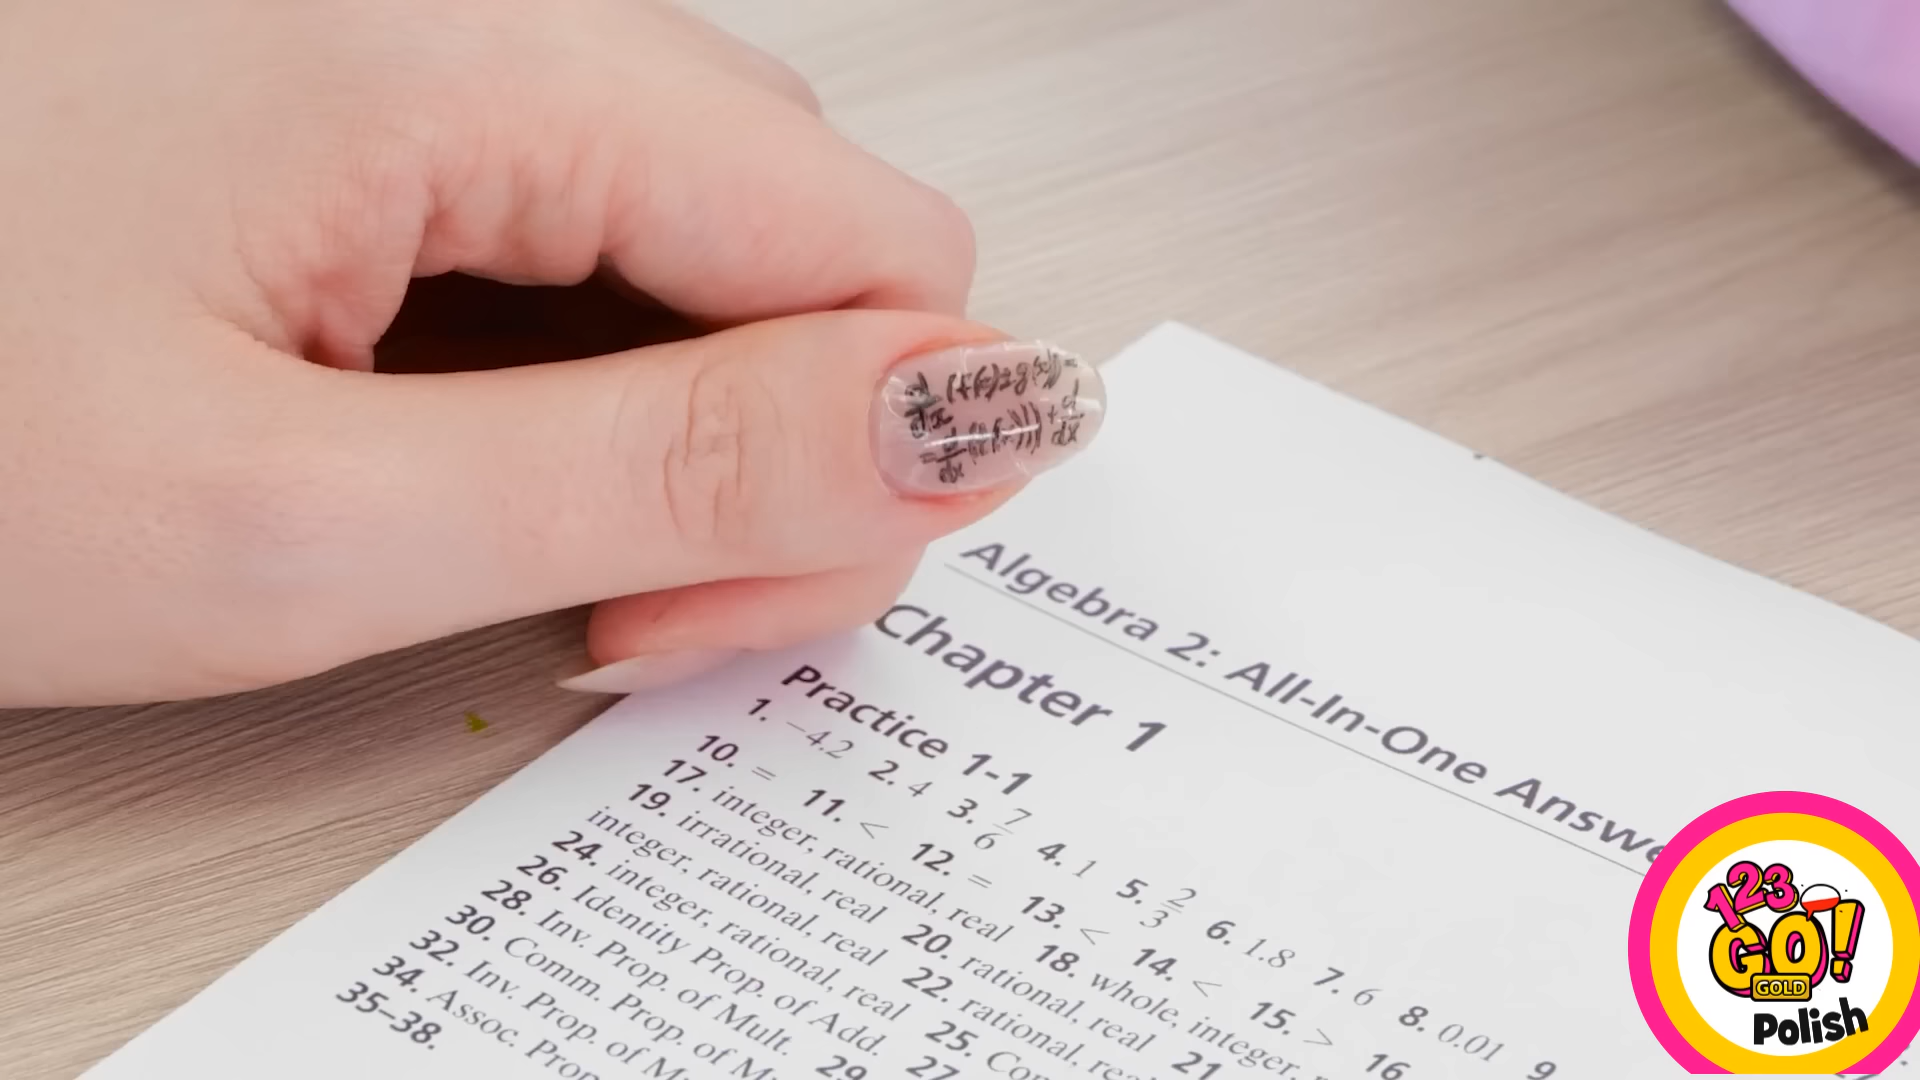 Algebra 2: All-In-One Answe
Chapter 1
Practice 1-1
1. −4.2 2. 4 3. 7/6 4. 1 5. 2/3 6. 1.8 7. 6 8. 0.01 9
10. = 11. < 12. = 13. < 14. < 15. > 16
17. integer, rational, real 18. whole, integer,
19. irrational, real 20. rational, real 21
integer, rational, real 22. rational,
24. integer, rational, real 25.
26. Identity Prop. of Add. 27
28. Inv. Prop. of Mult. 29
30. Comm. Prop. of
32. Inv. Prop. of
34. Assoc. Prop
35–38.
123
GO!
GOLD
Polish